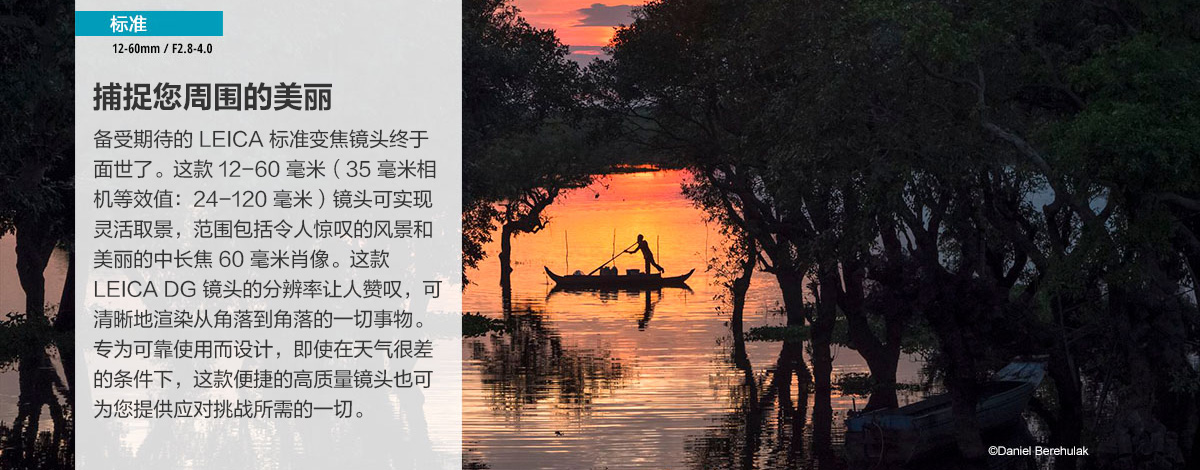 标准
12-60mm / F2.8-4.0
捕捉您周围的美丽
备受期待的 LEICA 标准变焦镜头终于
面世了。这款 12-60 毫米（35 毫米相
机等效值：24-120 毫米）镜头可实现
灵活取景，范围包括令人惊叹的风景和
美丽的中长焦 60 毫米肖像。这款
LEICA DG 镜头的分辨率让人赞叹，可
清晰地渲染从角落到角落的一切事物。
专为可靠使用而设计，即使在天气很差
的条件下，这款便捷的高质量镜头也可
为您提供应对挑战所需的一切。
©Daniel Berehulak